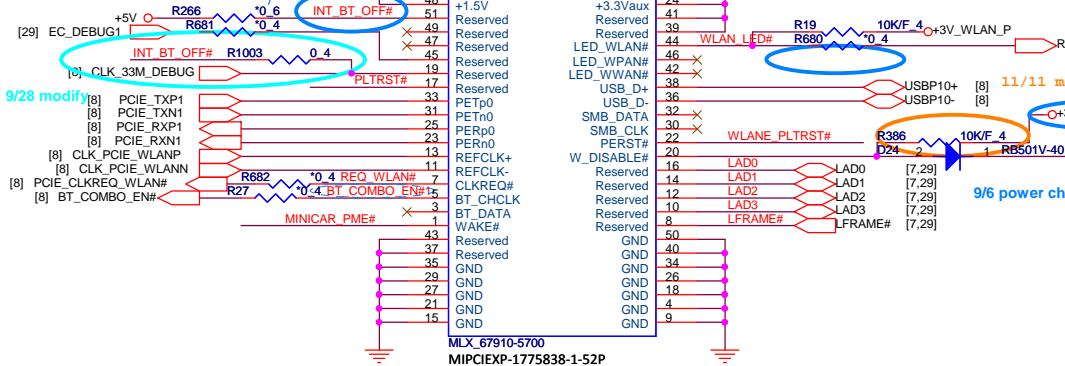 48 +1.5V +3.3Vaux 24
+5V R266 *0_6 INT_BT_OFF# 51 Reserved Reserved 41
[29] EC_DEBUG1 R681 *0_4 49 Reserved Reserved 39 R19 10K/F_4 +3V_WLAN_P
47 Reserved LED_WLAN# 44 WLAN_LED# R680 *0_4 R
INT_BT_OFF# R1003 0_4 45 Reserved LED_WPAN# 46
[8] CLK_33M_DEBUG 19 Reserved LED_WWAN# 42
PLTRST# 17 Reserved USB_D+ 38 USBP10+ [8] 11/11 m
9/28 modify
[8] PCIE_TXP1 33 PETp0 USB_D- 36 USBP10- [8]
[8] PCIE_TXN1 31 PETn0 SMB_DATA 32
[8] PCIE_RXP1 25 PERp0 SMB_CLK 30
[8] PCIE_RXN1 23 PERn0 PERST# 22 WLANE_PLTRST# R386 10K/F_4
[8] CLK_PCIE_WLANP 13 REFCLK+ W_DISABLE# 20 D24 2 1 RB501V-40
[8] CLK_PCIE_WLANN 11 REFCLK- Reserved 16 LAD0 LAD0 [7,29]
[8] PCIE_CLKREQ_WLAN# R682 *0_4 REQ_WLAN# 7 CLKREQ# Reserved 14 LAD1 LAD1 [7,29]
[8] BT_COMBO_EN# R27 *0_4 BT_COMBO_EN#1 5 BT_CHCLK Reserved 12 LAD2 LAD2 [7,29] 9/6 power ch
3 BT_DATA Reserved 10 LAD3 LAD3 [7,29]
MINICAR_PME# 1 WAKE# Reserved 8 LFRAME# LFRAME# [7,29]
43 Reserved GND 50
37 Reserved GND 40
35 GND GND 34
29 GND GND 26
27 GND GND 18
21 GND GND 4
15 GND GND 9
MLX_67910-5700
MIPCIEXP-1775838-1-52P